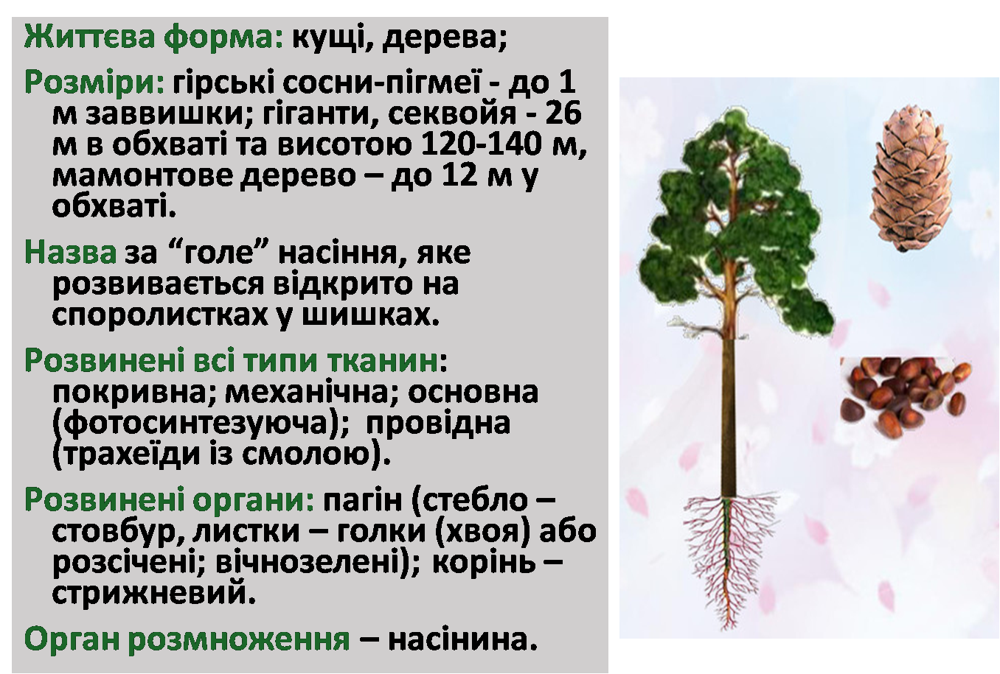 Життєва форма: кущі, дерева;
Розміри: гірські сосни-пігмеї - до 1
м заввишки; гіганти, секвойя - 26
м в обхваті та висотою 120-140 м,
мамонтове дерево – до 12 м у
обхваті.
Назва за “голе” насіння, яке
розвивається відкрито на
споролистках у шишках.
Розвинені всі типи тканин:
покривна; механічна; основна
(фотосинтезуюча); провідна
(трахеїди із смолою).
Розвинені органи: пагін (стебло –
стовбур, листки – голки (хвоя) або
розсічені; вічнозелені); корінь –
стрижневий.
Орган розмноження – насінина.